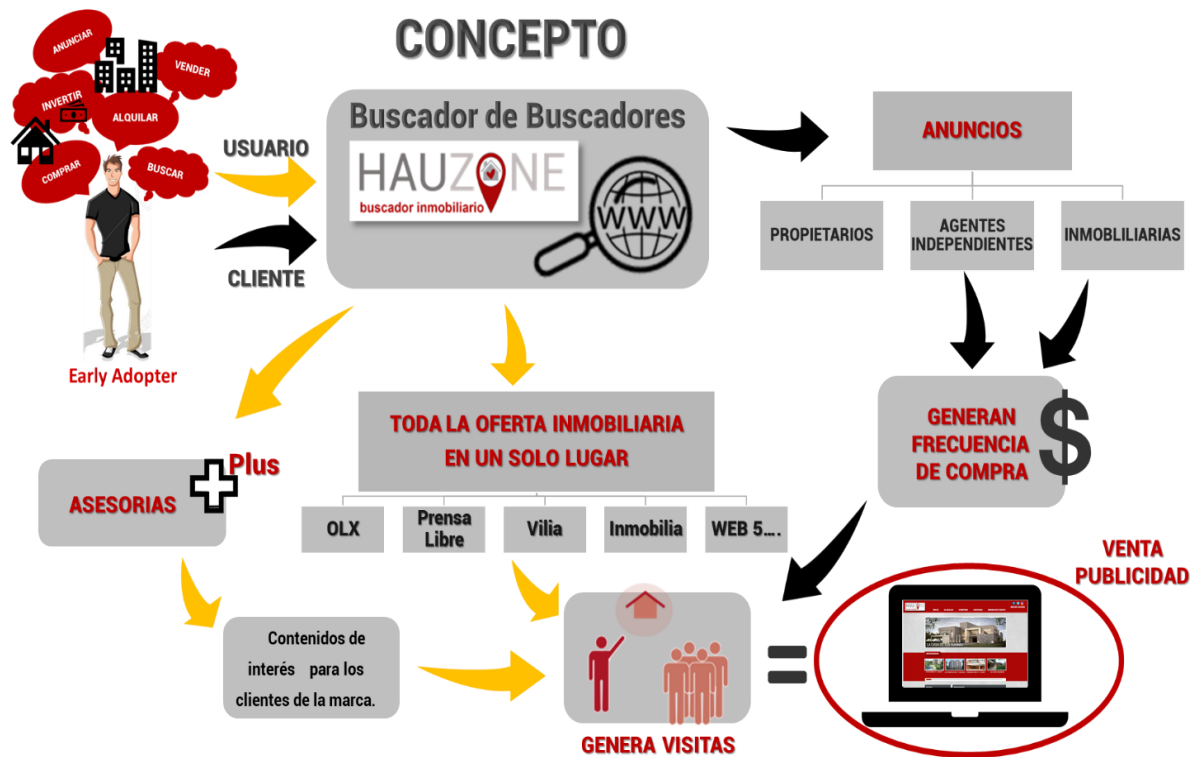 CONCEPTO
ANUNCIAR
VENDER
INVERTIR
ALQUILAR
COMPRAR
BUSCAR
Early Adopter
USUARIO
CLIENTE
Buscador de Buscadores
HAUZONE
buscador inmobiliario
WWW
ANUNCIOS
PROPIETARIOS
AGENTES
INDEPENDIENTES
INMOBLILIARIAS
GENERAN
FRECUENCIA
DE COMPRA
$
TODA LA OFERTA INMOBILIARIA
EN UN SOLO LUGAR
OLX
Prensa
Libre
Vilia
Inmobilia
WEB 5....
Plus
ASESORIAS
Contenidos de
interés para los
clientes de la marca.
GENERA VISITAS
=
VENTA
PUBLICIDAD